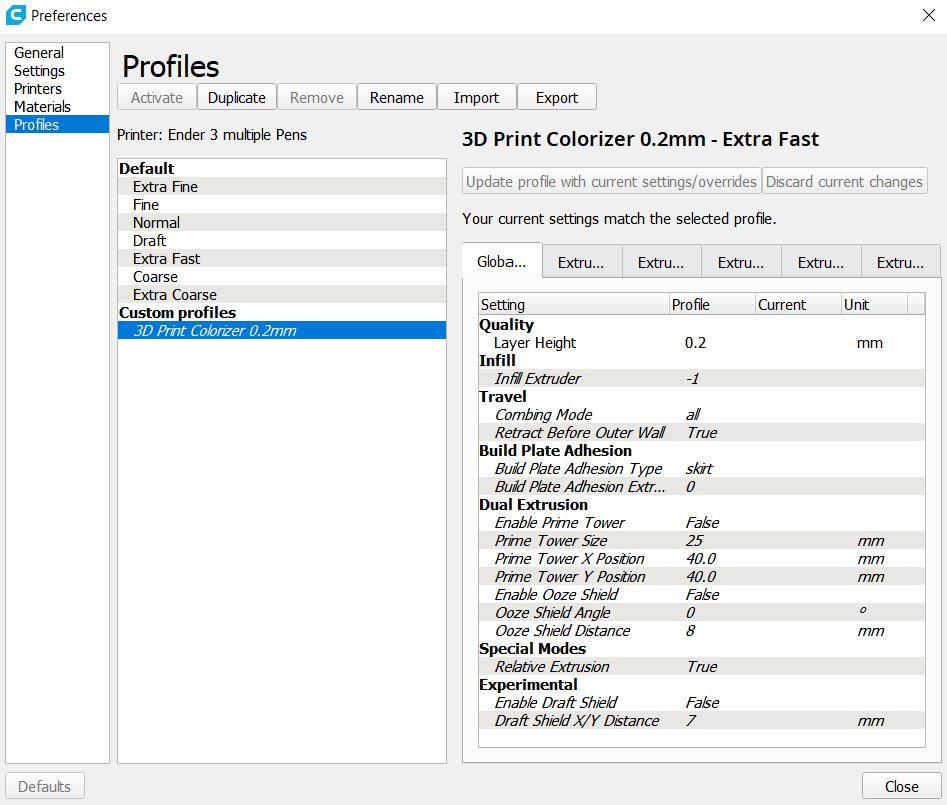 Preferences
General
Settings
Printers
Materials
Profiles
Profiles
Activate Duplicate Remove Rename Import Export
Printer: Ender 3 multiple Pens
Default
Extra Fine
Fine
Normal
Draft
Extra Fast
Coarse
Extra Coarse
Custom profiles
3D Print Colorizer 0.2mm
3D Print Colorizer 0.2mm - Extra Fast
Update profile with current settings/overrides Discard current changes
Your current settings match the selected profile.
Globa... Extru... Extru... Extru... Extru... Extru...
Setting Profile Current Unit
Quality
Layer Height 0.2 mm
Infill
Infill Extruder -1
Travel
Combing Mode all
Retract Before Outer Wall True
Build Plate Adhesion
Build Plate Adhesion Type skirt
Build Plate Adhesion Extr... 0
Dual Extrusion
Enable Prime Tower False
Prime Tower Size 25 mm
Prime Tower X Position 40.0 mm
Prime Tower Y Position 40.0 mm
Enable Ooze Shield False
Ooze Shield Angle 0 °
Ooze Shield Distance 8 mm
Special Modes
Relative Extrusion True
Experimental
Enable Draft Shield False
Draft Shield X/Y Distance 7 mm
Defaults Close